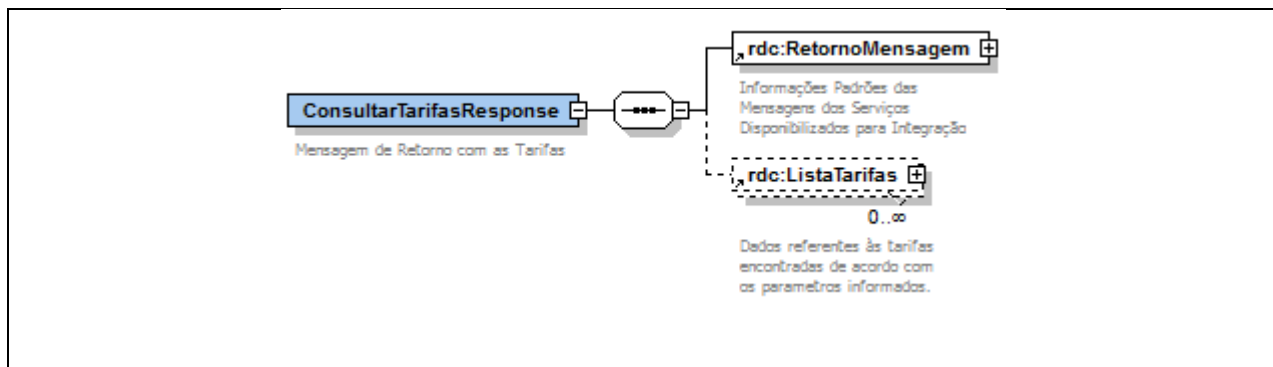 rdc:RetornoMensagem
Informações Padrões das
Mensagens dos Serviços
Disponibilizados para Integração
ConsultarTarifasResponse
Mensagem de Retorno com as Tarifas
rdc:ListaTarifas
0..∞
Dados referentes às tarifas
encontradas de acordo com
os parametros informados.